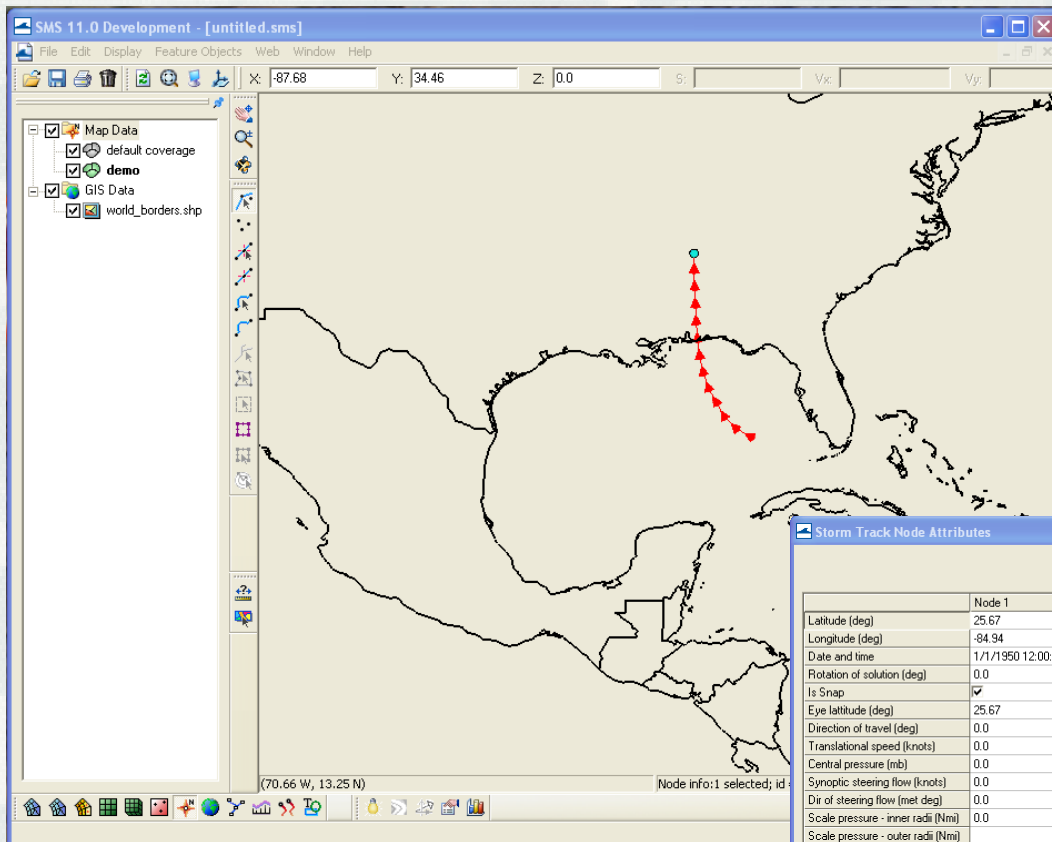 SMS 11.0 Development - [untitled.sms]
File Edit Display Feature Objects Web Window Help
X: -87.68 Y: 34.46 Z: 0.0 S: Vx: Vy:
Map Data
default coverage
demo
GIS Data
world_borders.shp
(70.66 W, 13.25 N) Node info:1 selected; id
Storm Track Node Attributes
Node 1
Latitude (deg) 25.67
Longitude (deg) -84.94
Date and time 1/1/1950 12:00:
Rotation of solution (deg) 0.0
Is Snap
Eye lattitude (deg) 25.67
Direction of travel (deg) 0.0
Translational speed (knots) 0.0
Central pressure (mb) 0.0
Synoptic steering flow (knots) 0.0
Dir of steering flow (met deg) 0.0
Scale pressure - inner radii (Nmi) 0.0
Scale pressure - outer radii (Nmi)